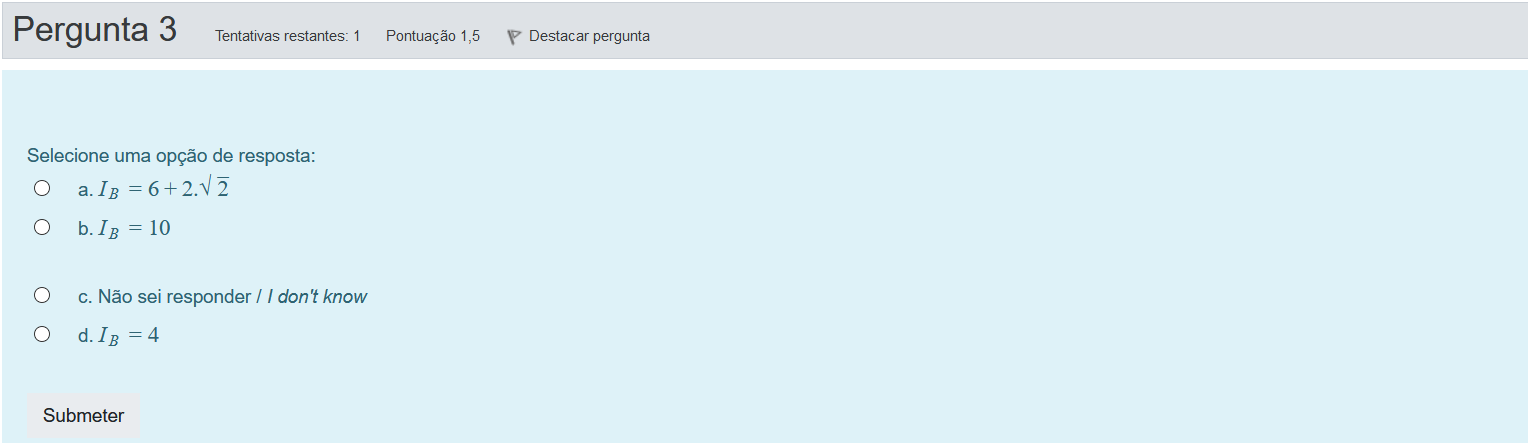 Pergunta 3 Tentativas restantes: 1 Pontuação 1,5 Destacar pergunta
Selecione uma opção de resposta:
a. I_B = 6 + 2.√2
b. I_B = 10
c. Não sei responder / I don't know
d. I_B = 4
Submeter